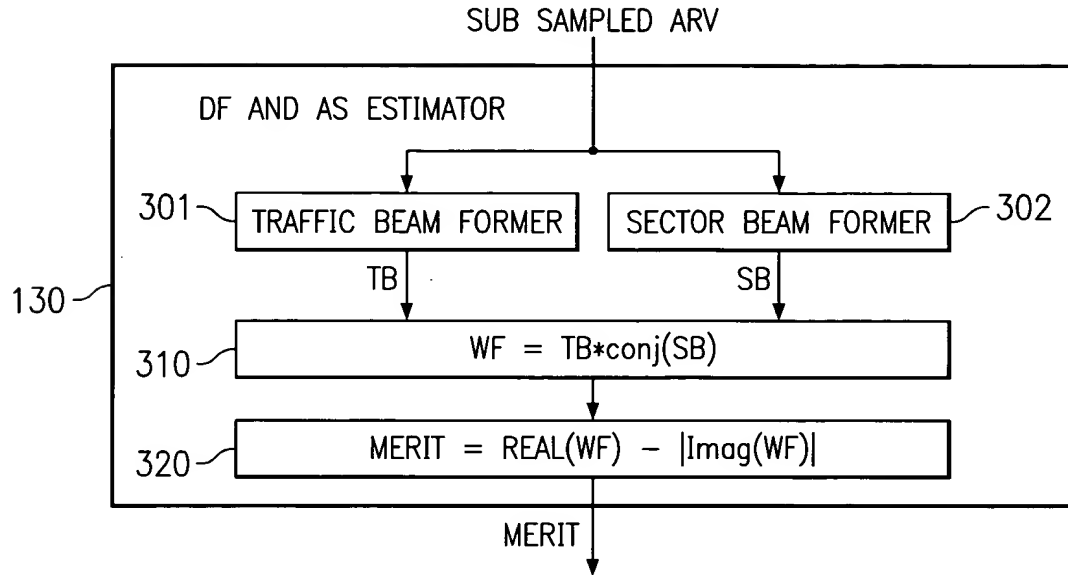 SUB SAMPLED ARV
DF AND AS ESTIMATOR
301
TRAFFIC BEAM FORMER
SECTOR BEAM FORMER
302
TB
SB
130
310
WF = TB*conj(SB)
320
MERIT = REAL(WF) - |Imag(WF)|
MERIT